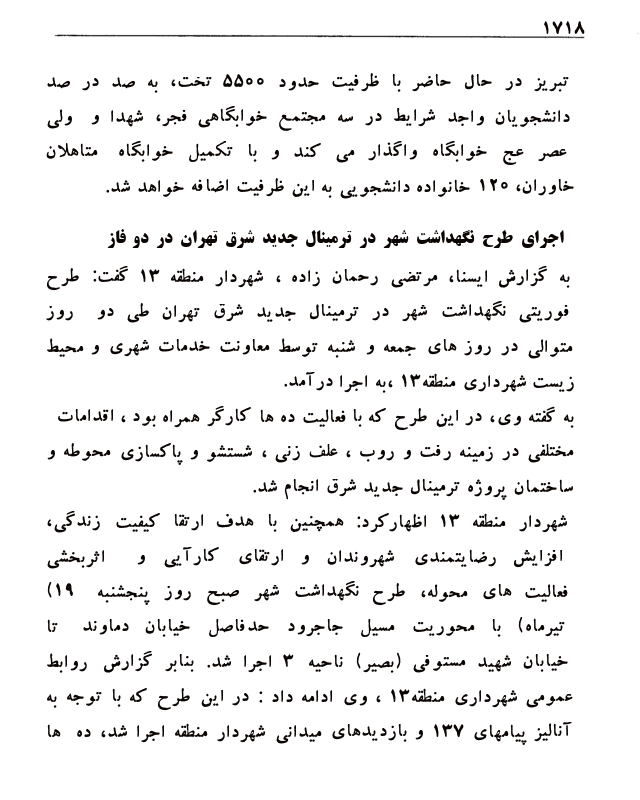 ۱۷۱۸
تبریز در حال حاضر با ظرفیت حدود ۵۵۰۰ تخت، به صد در صد
دانشجویان واجد شرایط در سه مجتمع خوابگاهی فجر، شهدا و ولی
عصر عج خوابگاه واگذار می کند و با تکمیل خوابگاه متاهلان
خاوران، ۱۲۰ خانواده دانشجویی به این ظرفیت اضافه خواهد شد.
اجرای طرح نگهداشت شهر در ترمینال جدید شرق تهران در دو فاز
به گزارش ایسنا، مرتضی رحمان زاده ، شهردار منطقه ۱۳ گفت: طرح
فوریتی نگهداشت شهر در ترمینال جدید شرق تهران طی دو روز
متوالی در روز های جمعه و شنبه توسط معاونت خدمات شهری و محیط
زیست شهرداری منطقه۱۳ ،به اجرا درآمد.
به گفته وی، در این طرح که با فعالیت ده ها کارگر همراه بود ، اقدامات
مختلفی در زمینه رفت و روب ، علف زنی ، شستشو و پاکسازی محوطه و
ساختمان پروژه ترمینال جدید شرق انجام شد.
شهردار منطقه ۱۳ اظهارکرد: همچنین با هدف ارتقا کیفیت زندگی،
افزایش رضایتمندی شهروندان و ارتقای کارآیی و اثربخشی
فعالیت های محوله، طرح نگهداشت شهر صبح روز پنجشنبه ۱۹)
تیرماه) با محوریت مسیل جاجرود حدفاصل خیابان دماوند تا
خیابان شهید مستوفی (بصیر) ناحیه ۳ اجرا شد. بنابر گزارش روابط
عمومی شهرداری منطقه۱۳ ، وی ادامه داد : در این طرح که با توجه به
آنالیز پیامهای ۱۳۷ و بازدیدهای میدانی شهردار منطقه اجرا شد، ده ها